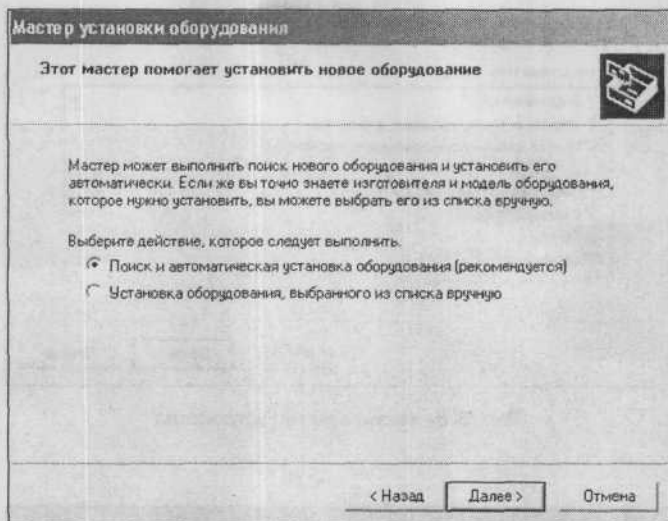 Мастер установки оборудования
Этот мастер помогает установить новое оборудование
Мастер может выполнить поиск нового оборудования и установить его
автоматически. Если же вы точно знаете изготовителя и модель оборудования,
которое нужно установить, вы можете выбрать его из списка вручную.
Выберите действие, которое следует выполнить.
Поиск и автоматическая установка оборудования (рекомендуется)
Установка оборудования, выбранного из списка вручную
< Назад Далее > Отмена